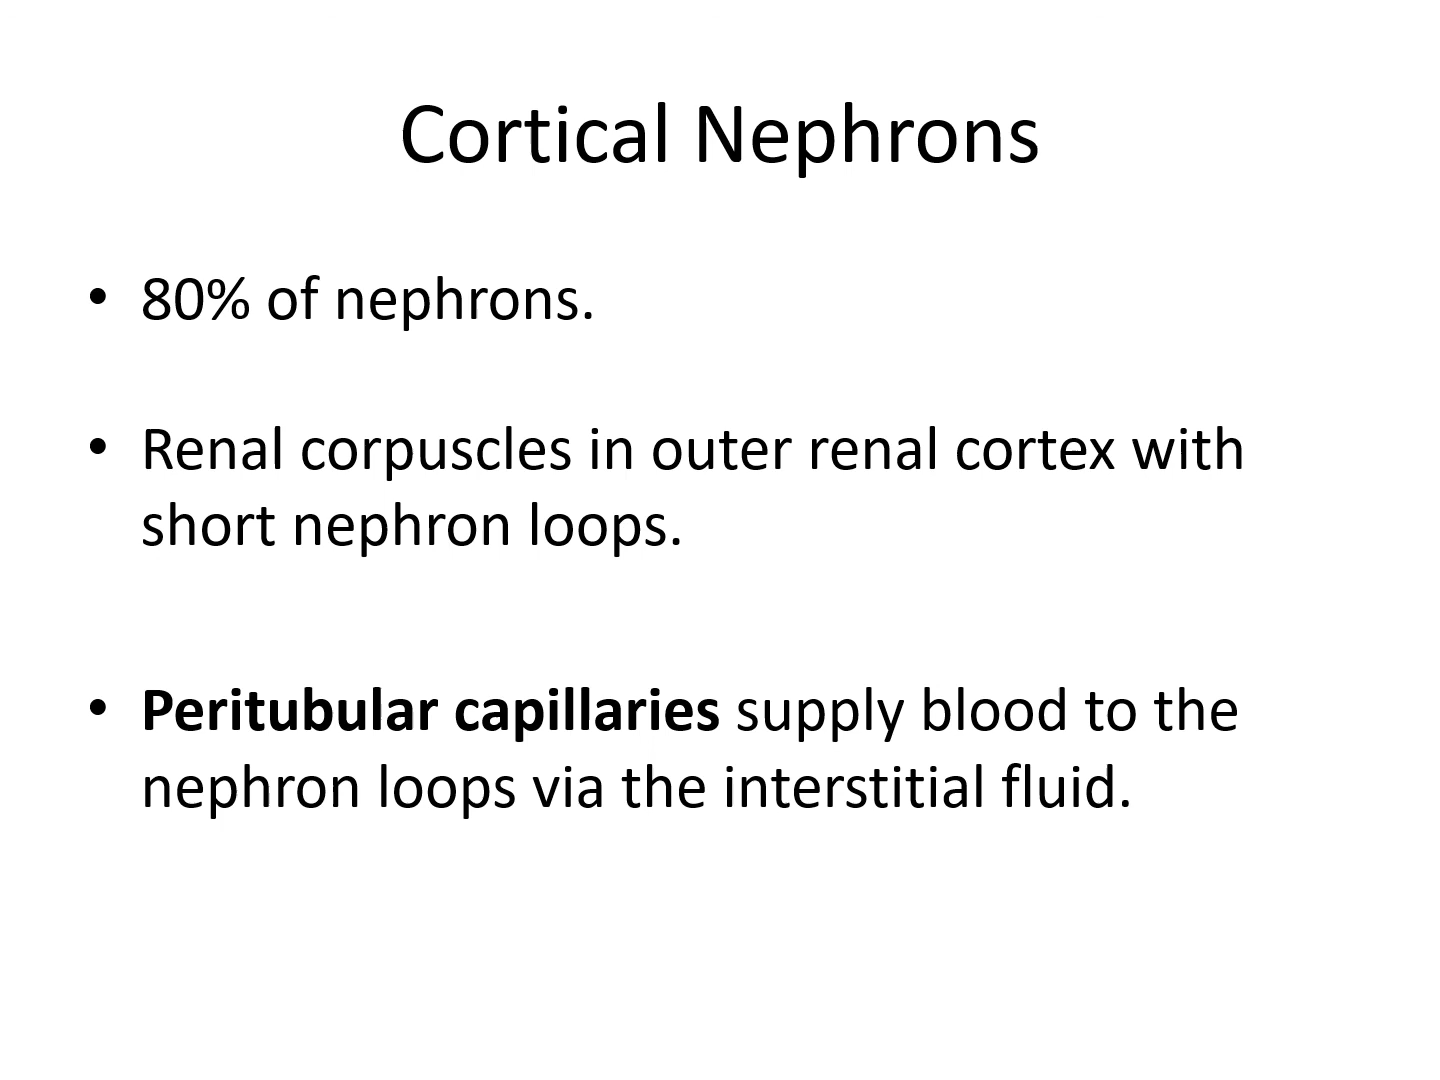 Cortical Nephrons
• 80% of nephrons.
• Renal corpuscles in outer renal cortex with
short nephron loops.
• Peritubular capillaries supply blood to the
nephron loops via the interstitial fluid.